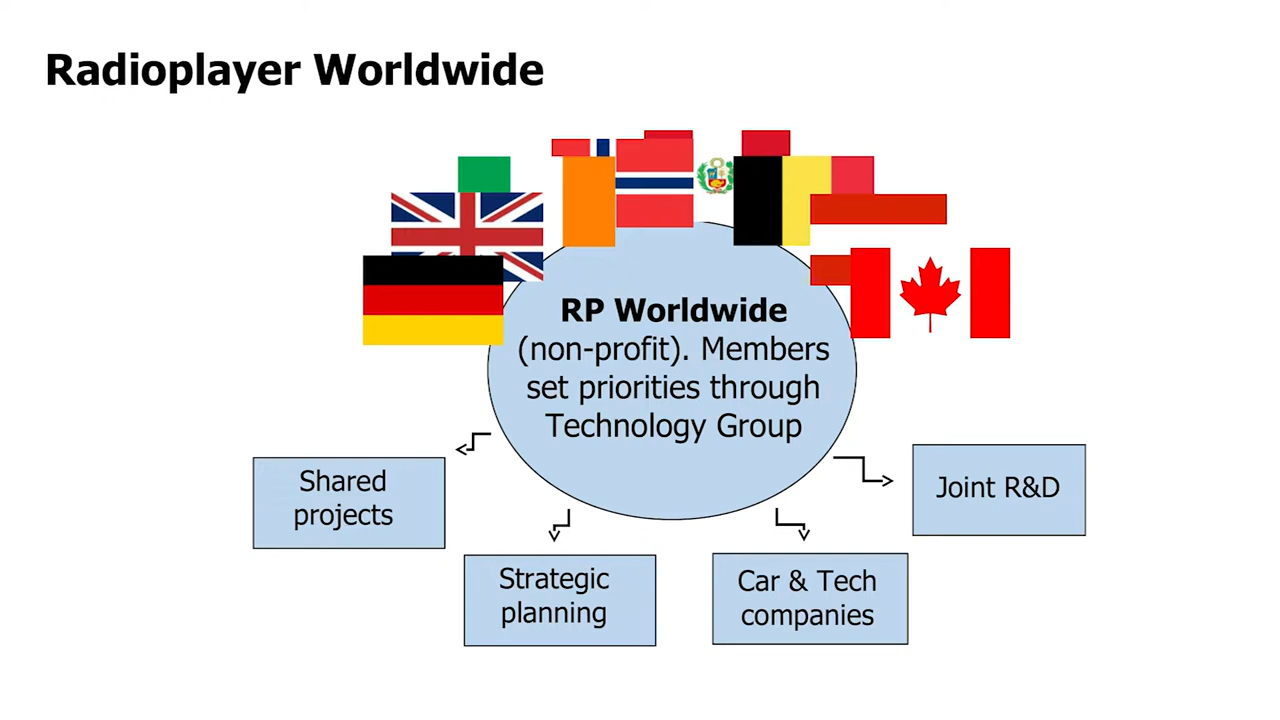 Radioplayer Worldwide
RP Worldwide
(non-profit). Members
set priorities through
Technology Group
Shared
projects
Strategic
planning
Car & Tech
companies
Joint R&D